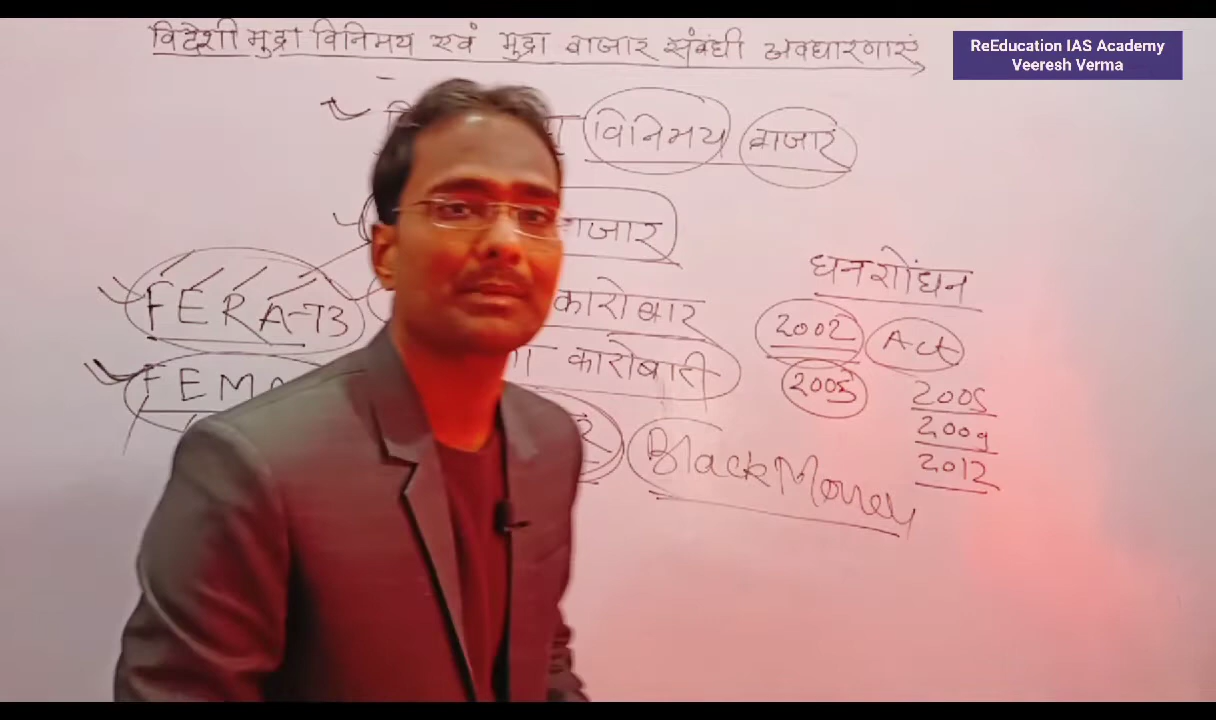 विदेशी मुद्रा विनिमय एवं मुद्रा बाजार संबंधी अवधारणाएं
ReEducation IAS Academy
Veeresh Verma
विनिमय बाजार
बाजार
धनशोधन
FERA-73
कारोबार
2002 Act
कारोबारी
2005
2005
2009
2012
Black Money